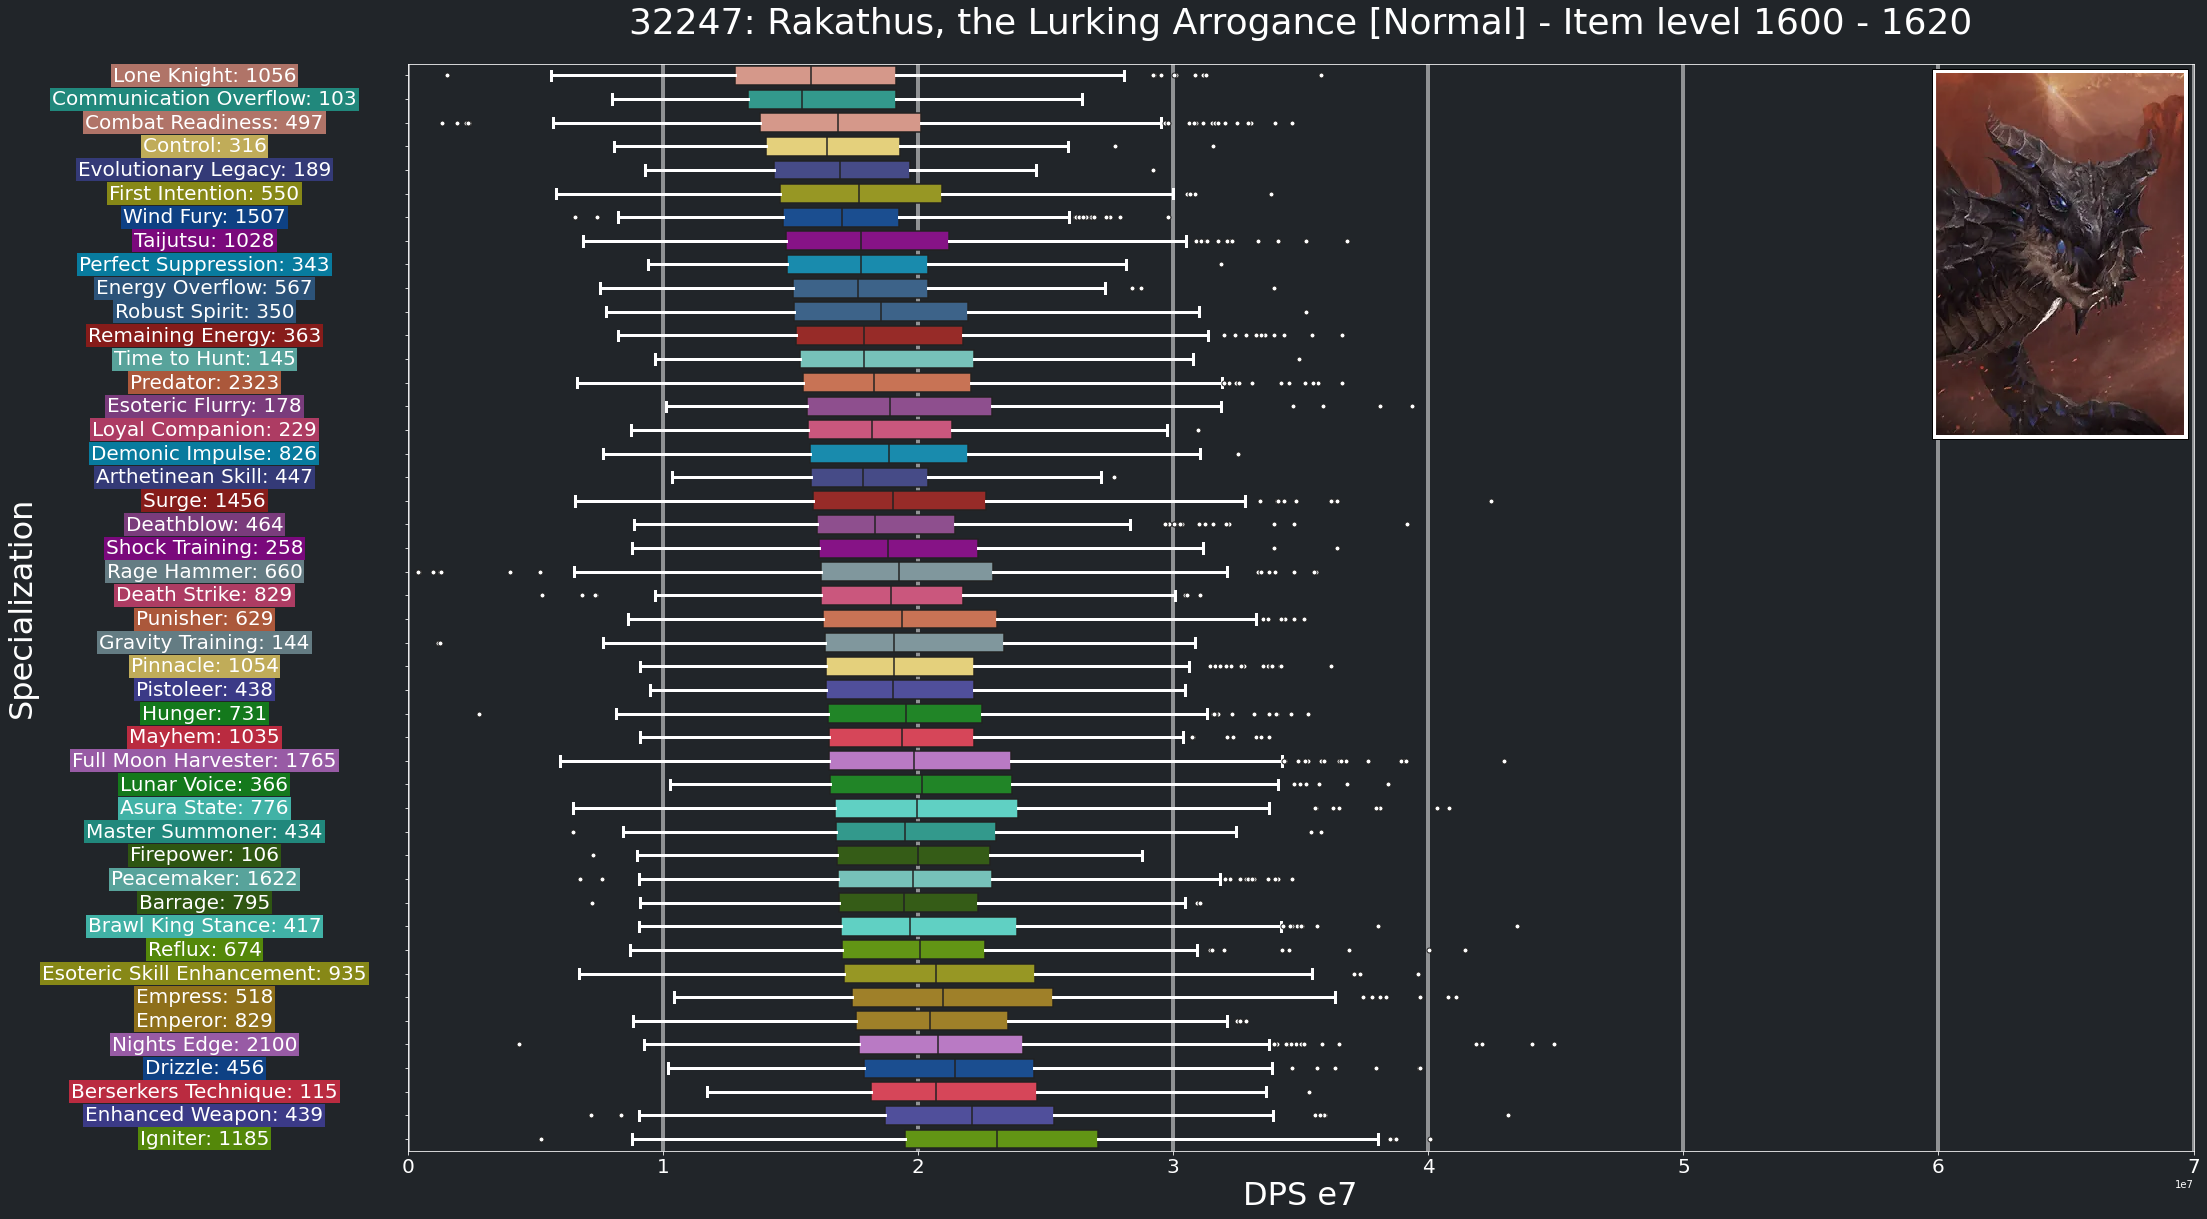 32247: Rakathus, the Lurking Arrogance [Normal] - Item level 1600 - 1620
Specialization
Lone Knight: 1056
Communication Overflow: 103
Combat Readiness: 497
Control: 316
Evolutionary Legacy: 189
First Intention: 550
Wind Fury: 1507
Taijutsu: 1028
Perfect Suppression: 343
Energy Overflow: 567
Robust Spirit: 350
Remaining Energy: 363
Time to Hunt: 145
Predator: 2323
Esoteric Flurry: 178
Loyal Companion: 229
Demonic Impulse: 826
Arthetinean Skill: 447
Surge: 1456
Deathblow: 464
Shock Training: 258
Rage Hammer: 660
Death Strike: 829
Punisher: 629
Gravity Training: 144
Pinnacle: 1054
Pistoleer: 438
Hunger: 731
Mayhem: 1035
Full Moon Harvester: 1765
Lunar Voice: 366
Asura State: 776
Master Summoner: 434
Firepower: 106
Peacemaker: 1622
Barrage: 795
Brawl King Stance: 417
Reflux: 674
Esoteric Skill Enhancement: 935
Empress: 518
Emperor: 829
Nights Edge: 2100
Drizzle: 456
Berserkers Technique: 115
Enhanced Weapon: 439
Igniter: 1185
0 1 2 3 4 5 6 7
1e7
DPS e7